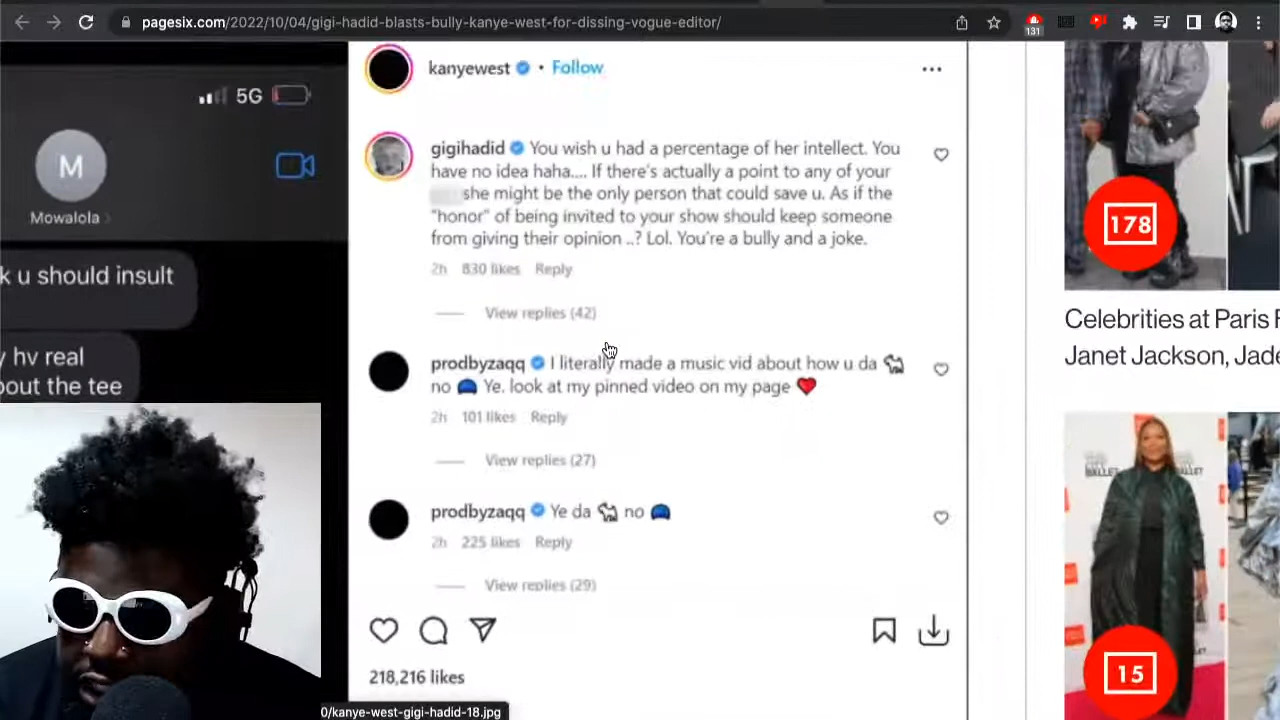 pagesix.com/2022/10/04/gigi-hadid-blasts-bully-kanye-west-for-dissing-vogue-editor/
131
5G
M
Mowalola
k u should insult
y hv real
bout the tee
kanyewest • Follow
gigihadid You wish u had a percentage of her intellect. You
have no idea haha.... If there's actually a point to any of your
she might be the only person that could save u. As if the
"honor" of being invited to your show should keep someone
from giving their opinion ..? Lol. You're a bully and a joke.
2h 830 likes Reply
View replies (42)
prodbyzaqq I literally made a music vid about how u da 🐐
no 🧢 Ye. look at my pinned video on my page ❤️
2h 101 likes Reply
View replies (27)
prodbyzaqq Ye da 🐐 no 🧢
2h 225 likes Reply
View replies (29)
218,216 likes
0/kanye-west-gigi-hadid-18.jpg
178
Celebrities at Paris F
Janet Jackson, Jade
15